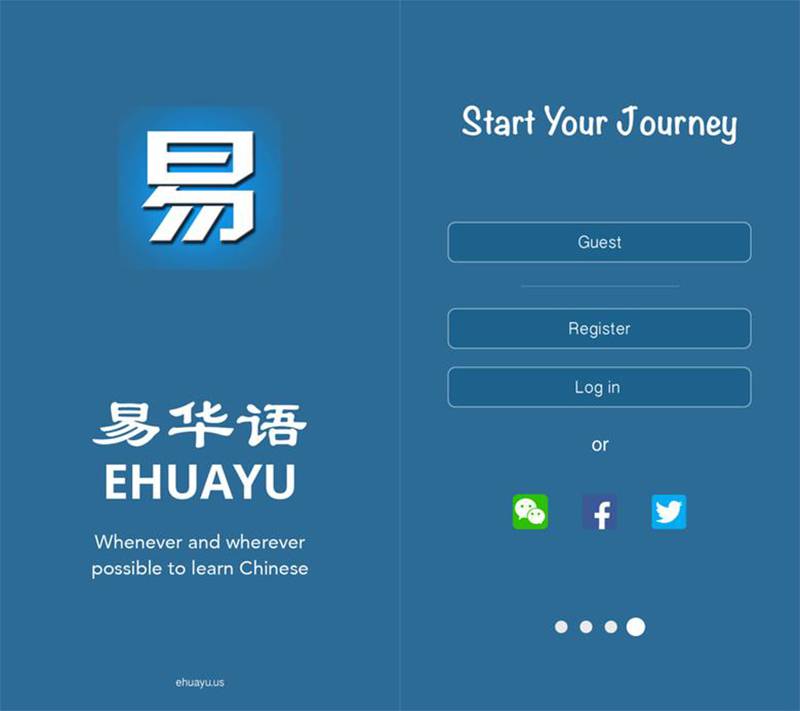 易
易华语
EHUAYU
Whenever and wherever
possible to learn Chinese
ehuayu.us
Start Your Journey
Guest
Register
Log in
or